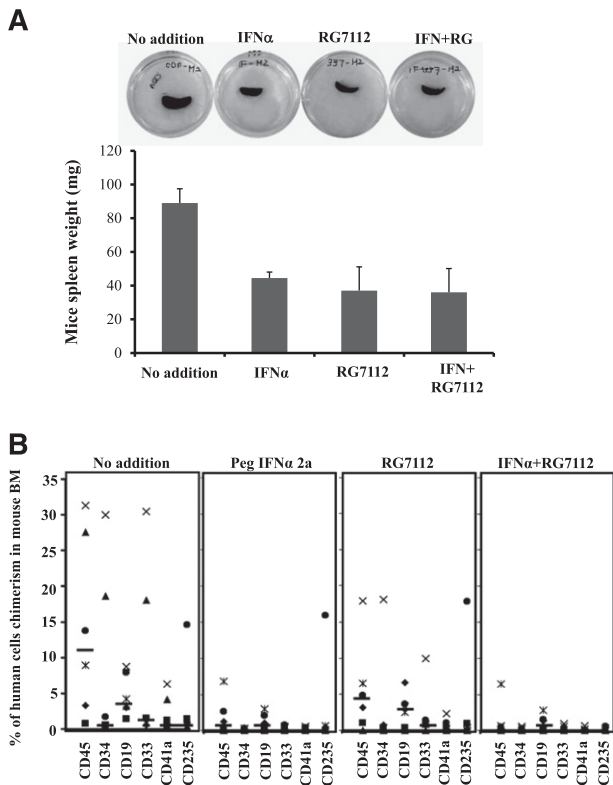 A
No addition IFNα RG7112 IFN+RG
Mice spleen weight (mg)
120
100
80
60
40
20
0
No addition IFNα RG7112 IFN+
RG7112
B
No addition Peg IFNα 2a RG7112 IFNα+RG7112
% of human cells chimerism in mouse BM
35
30
25
20
15
10
5
0
CD45 CD34 CD19 CD33 CD41a CD235 CD45 CD34 CD19 CD33 CD41a CD235 CD45 CD34 CD19 CD33 CD41a CD235 CD45 CD34 CD19 CD33 CD41a CD235